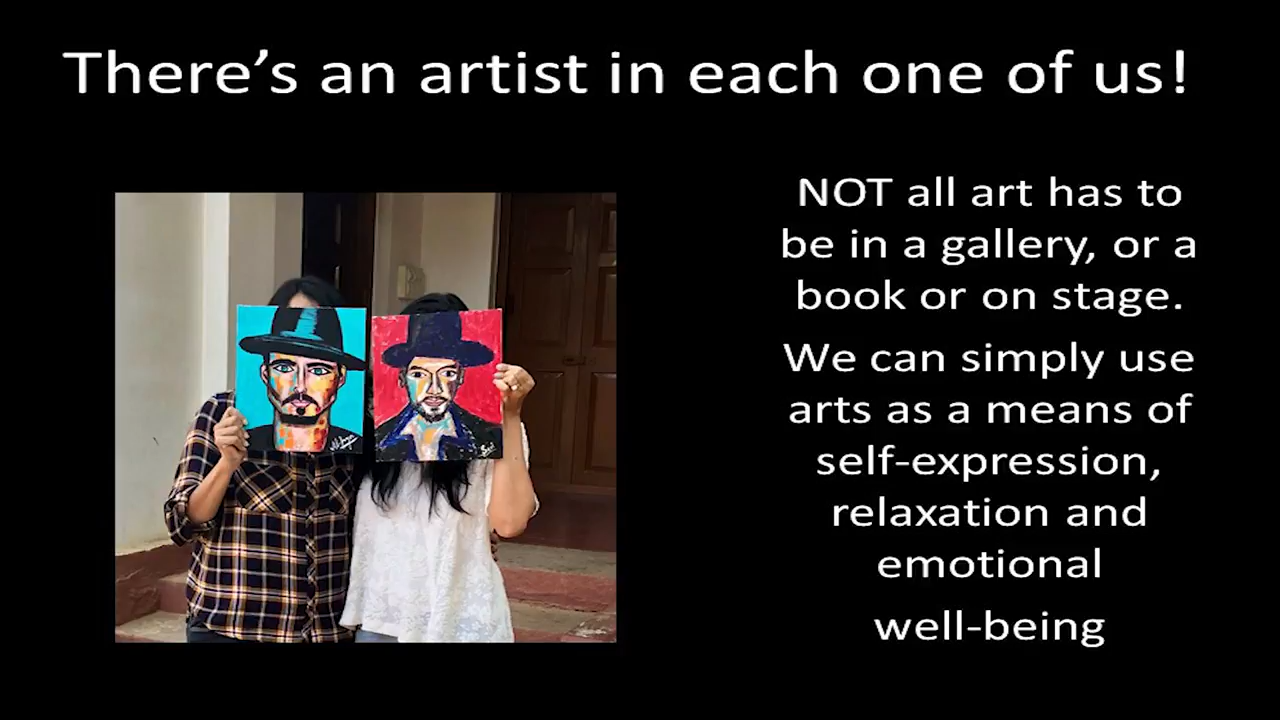 There’s an artist in each one of us!
NOT all art has to
be in a gallery, or a
book or on stage.
We can simply use
arts as a means of
self-expression,
relaxation and
emotional
well-being